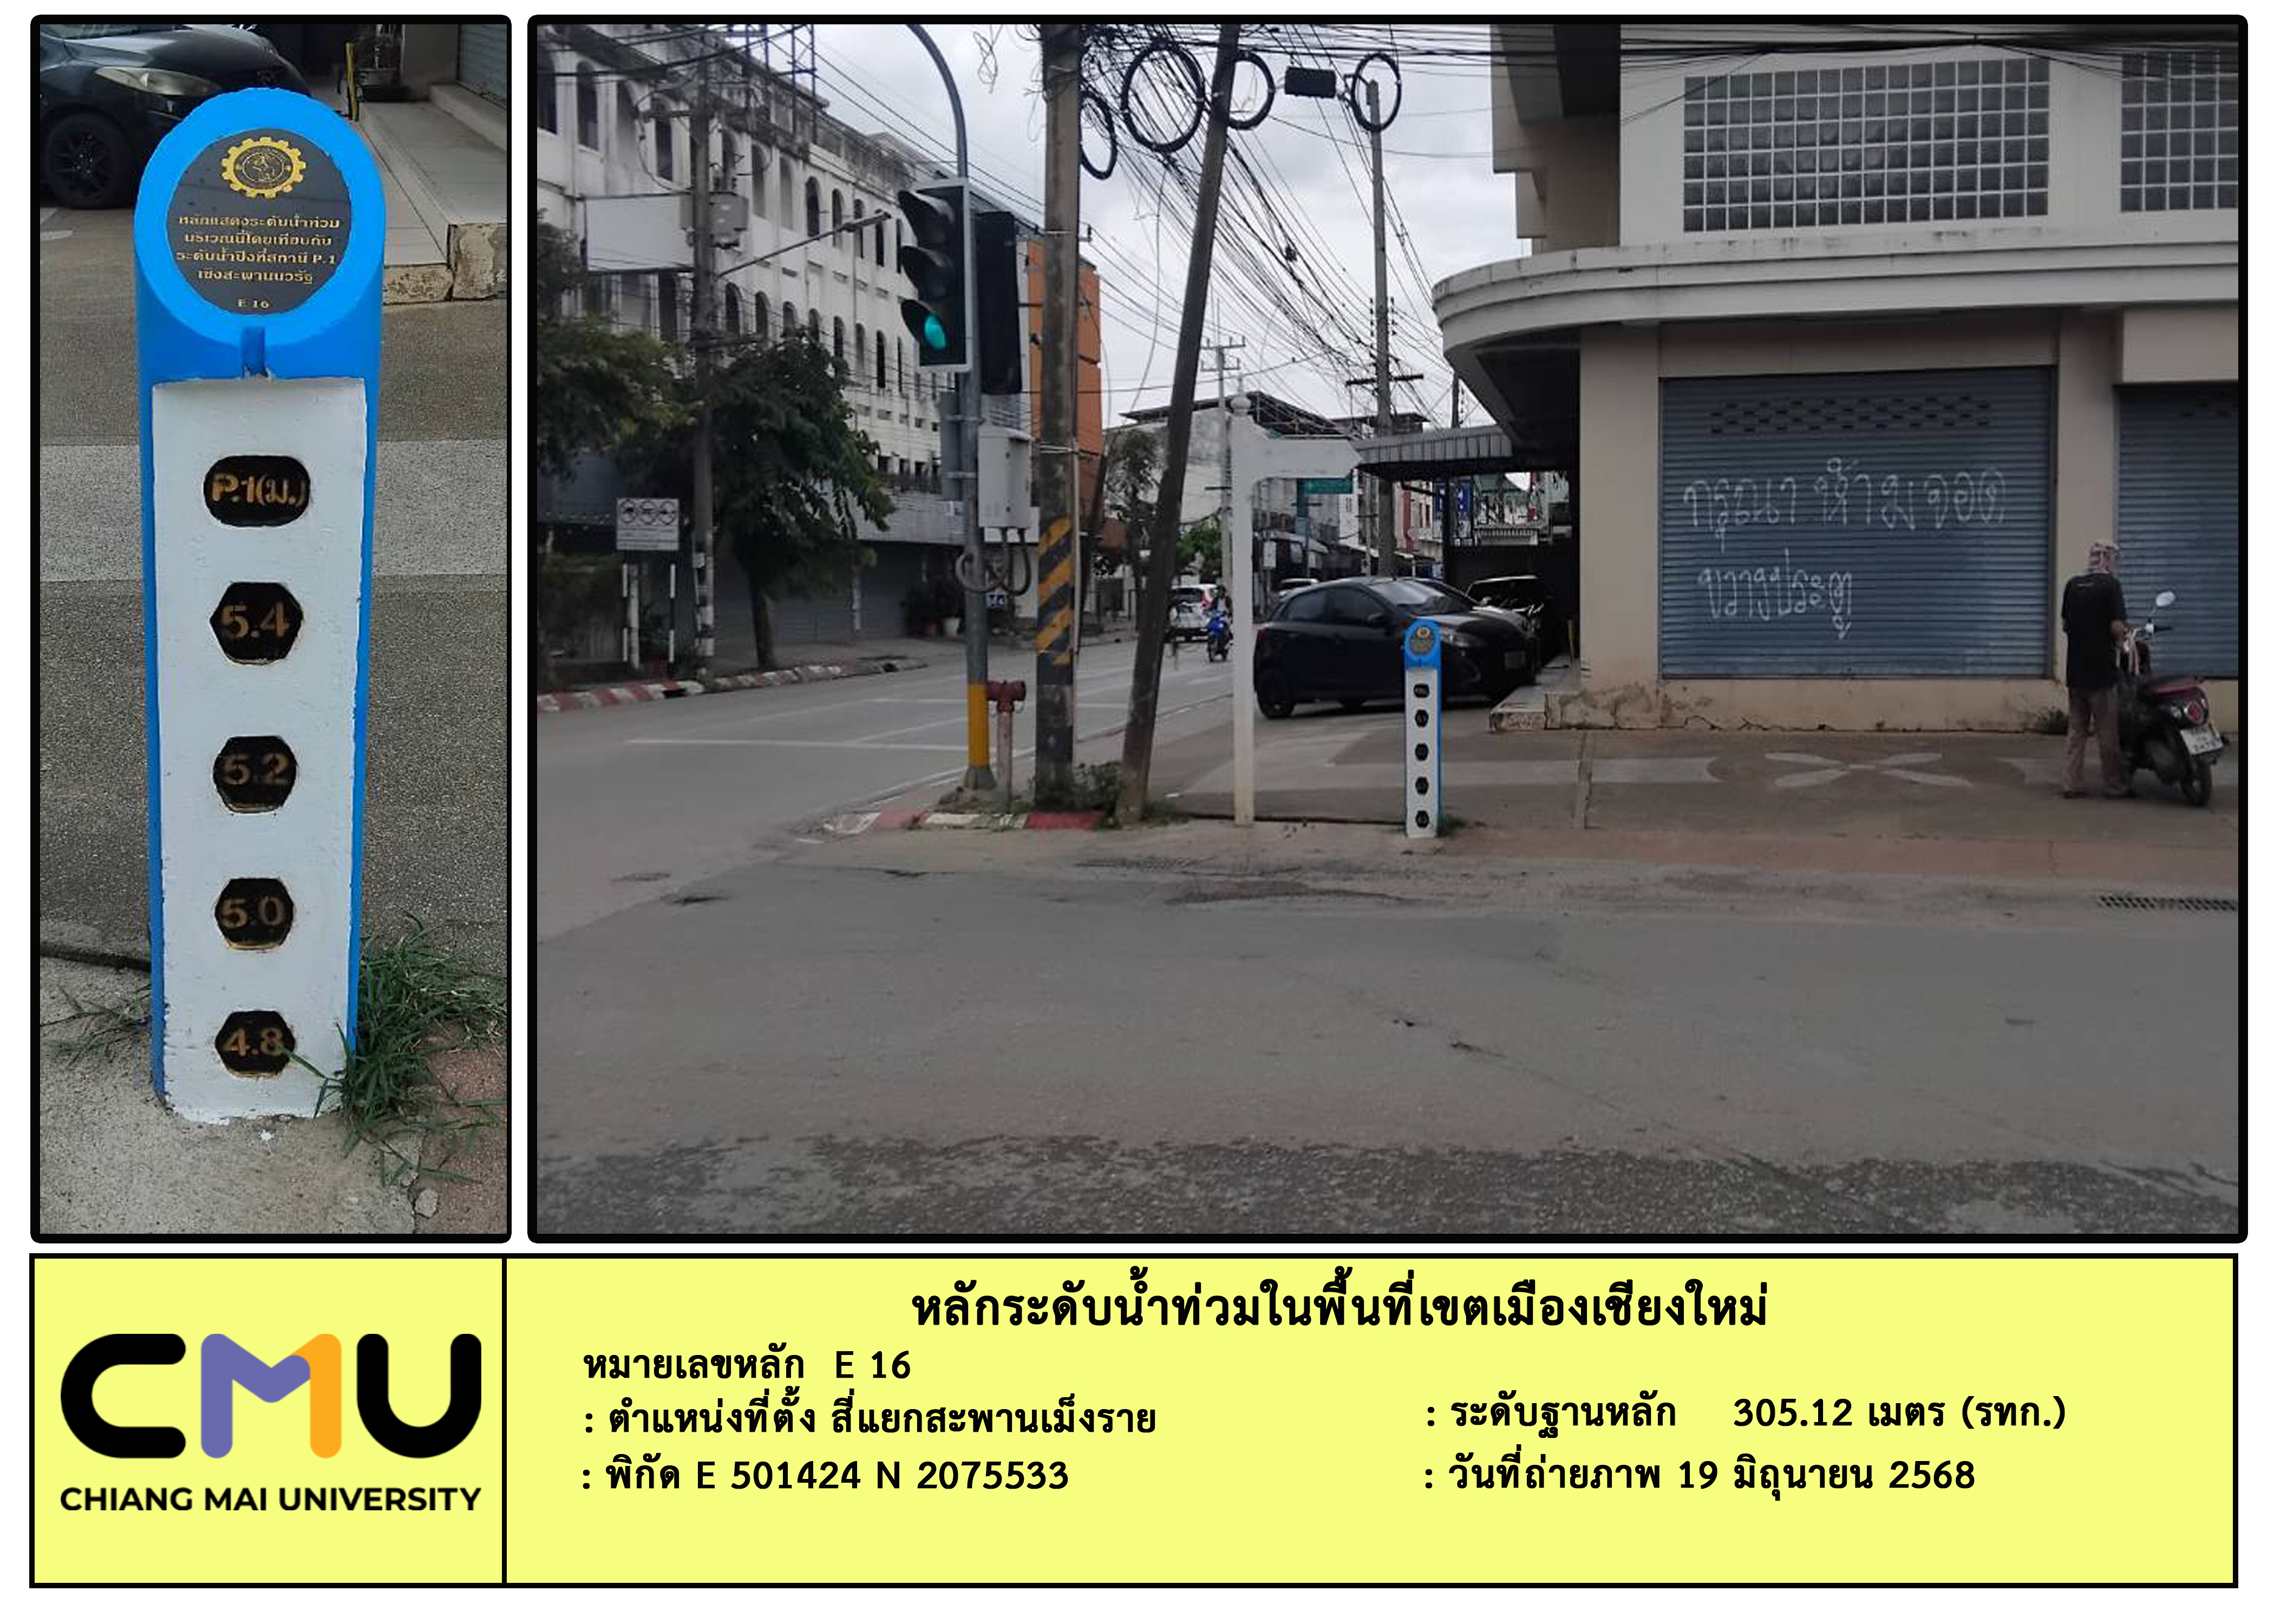 หลักแสดงระดับน้ำท่วม
บริเวณนี้โดยเทียบกับ
ระดับน้ำปิงที่สถานี P.1
เชิงสะพานนวรัฐ
E 16
P.1(ม.)
5.4
5.2
5.0
4.8
กรุณา ห้าม จอด
ขวางประตู
CMU
CHIANG MAI UNIVERSITY
หลักระดับน้ำท่วมในพื้นที่เขตเมืองเชียงใหม่
หมายเลขหลัก E 16
: ตำแหน่งที่ตั้ง สี่แยกสะพานเม็งราย
: ระดับฐานหลัก 305.12 เมตร (รทก.)
: พิกัด E 501424 N 2075533
: วันที่ถ่ายภาพ 19 มิถุนายน 2568